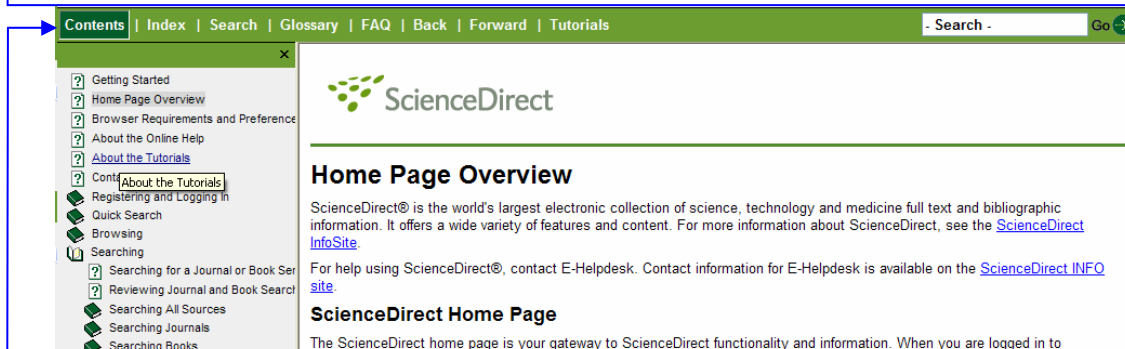 Contents | Index | Search | Glossary | FAQ | Back | Forward | Tutorials
- Search -
Go
×
Getting Started
Home Page Overview
Browser Requirements and Preference
About the Online Help
About the Tutorials
Conta
About the Tutorials
Registering and Logging In
Quick Search
Browsing
Searching
Searching for a Journal or Book Ser
Reviewing Journal and Book Search
Searching All Sources
Searching Journals
Searching Books
ScienceDirect
Home Page Overview
ScienceDirect® is the world's largest electronic collection of science, technology and medicine full text and bibliographic
information. It offers a wide variety of features and content. For more information about ScienceDirect, see the ScienceDirect
InfoSite.
For help using ScienceDirect®, contact E-Helpdesk. Contact information for E-Helpdesk is available on the ScienceDirect INFO
site.
ScienceDirect Home Page
The ScienceDirect home page is your gateway to ScienceDirect functionality and information. When you are logged in to